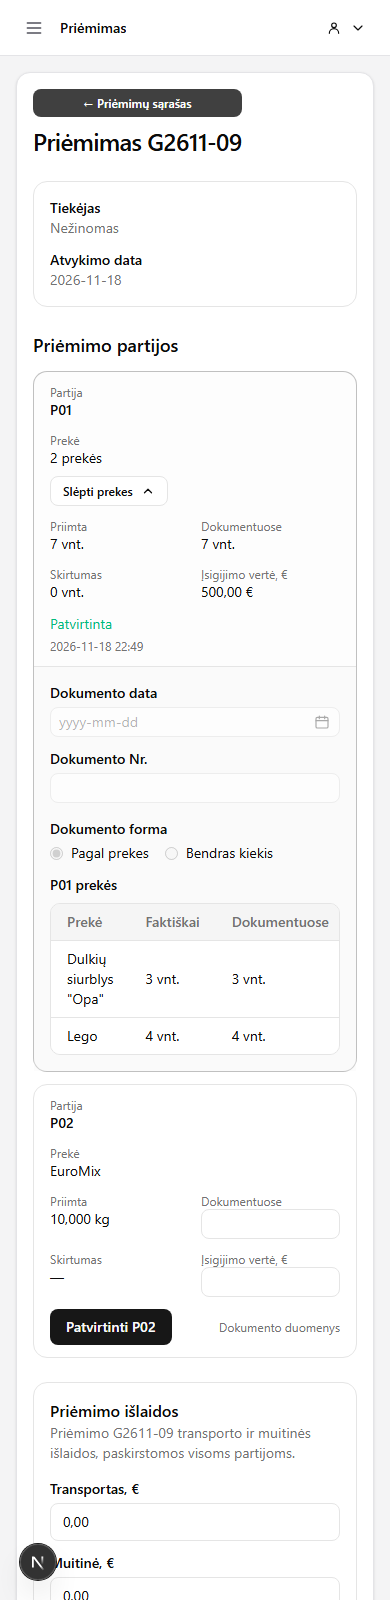 Priėmimas
← Priėmimų sąrašas
Priėmimas G2611-09
Tiekėjas
Nežinomas
Atvykimo data
2026-11-18
Priėmimo partijos
Partija
P01
Prekė
2 prekės
Slėpti prekes
Priimta Dokumentuose
7 vnt. 7 vnt.
Skirtumas Įsigijimo vertė, €
0 vnt. 500,00 €
Patvirtinta
2026-11-18 22:49
Dokumento data
yyyy-mm-dd
Dokumento Nr.
Dokumento forma
Pagal prekes Bendras kiekis
P01 prekės
Prekė Faktiškai Dokumentuose
Dulkių
siurblys
"Opa" 3 vnt. 3 vnt.
Lego 4 vnt. 4 vnt.
Partija
P02
Prekė
EuroMix
Priimta Dokumentuose
10,000 kg
Skirtumas Įsigijimo vertė, €
—
Patvirtinti P02 Dokumento duomenys
Priėmimo išlaidos
Priėmimo G2611-09 transporto ir muitinės
išlaidos, paskirstomos visoms partijoms.
Transportas, €
0,00
Muitinė, €
0,00
N